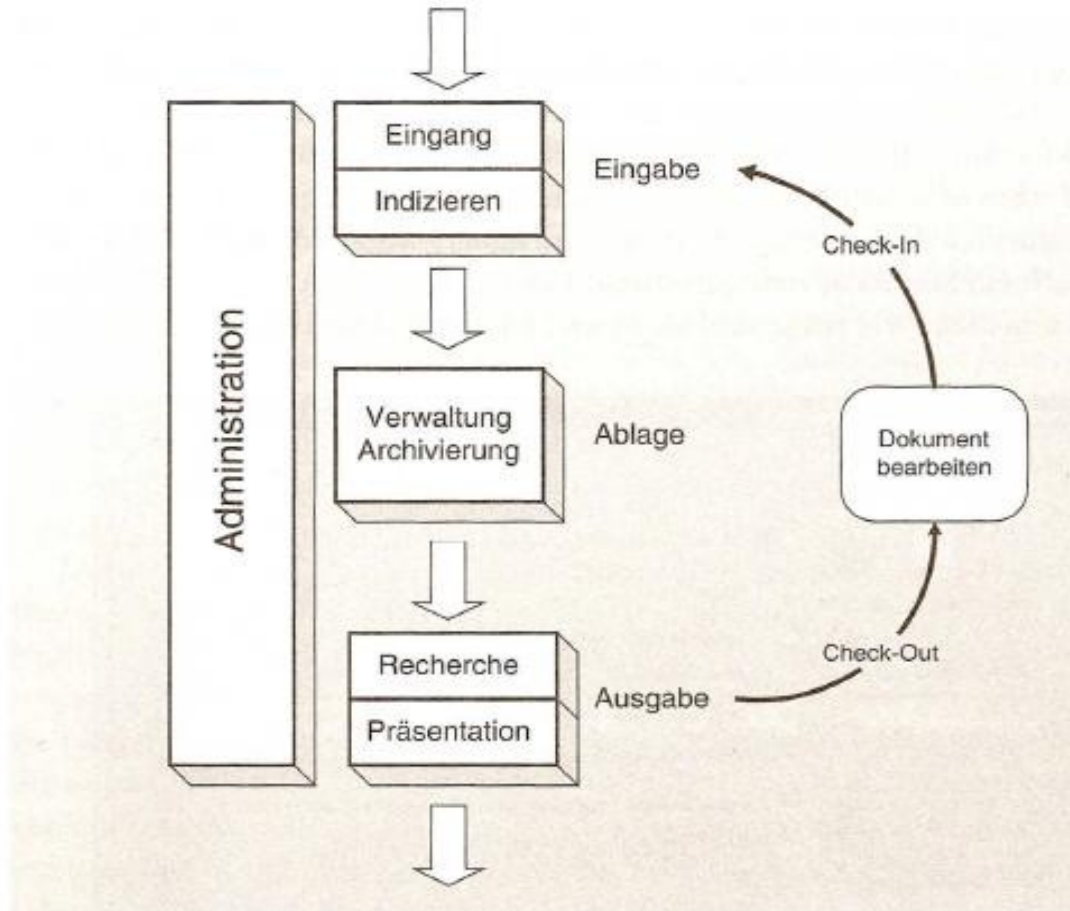 Administration
Eingang
Indizieren
Eingabe
Check-In
Verwaltung
Archivierung
Ablage
Dokument
bearbeiten
Recherche
Präsentation
Ausgabe
Check-Out